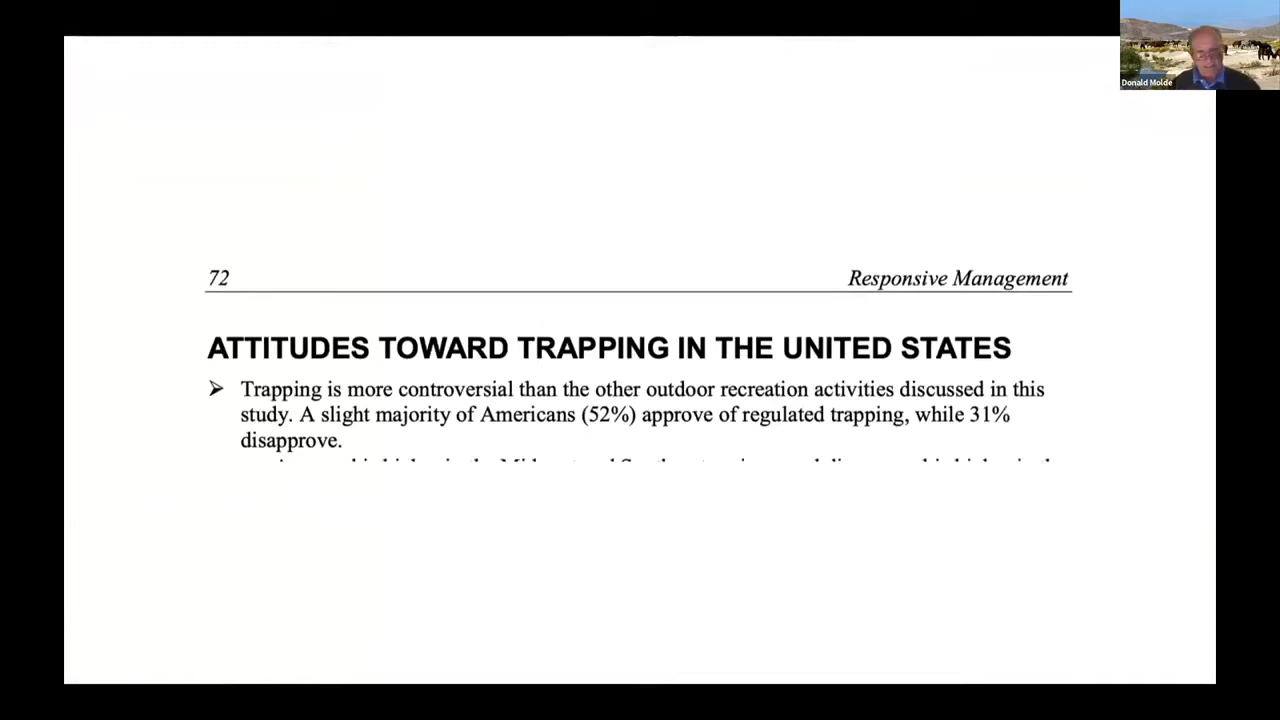 Donald Molde
72 Responsive Management
ATTITUDES TOWARD TRAPPING IN THE UNITED STATES
➢ Trapping is more controversial than the other outdoor recreation activities discussed in this
study. A slight majority of Americans (52%) approve of regulated trapping, while 31%
disapprove.